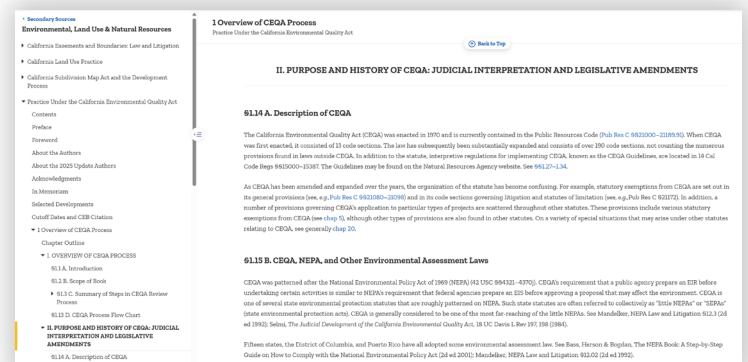 Secondary Sources
Environmental, Land Use & Natural Resources
California Easements and Boundaries: Law and Litigation
California Land Use Practice
California Subdivision Map Act and the Development
Process
Practice Under the California Environmental Quality Act
Contents
Preface
Foreword
About the Authors
About the 2025 Update Authors
Acknowledgments
In Memoriam
Selected Developments
Cutoff Dates and CEB Citation
1 Overview of CEQA Process
Chapter Outline
I. OVERVIEW OF CEQA PROCESS
§1.1 A. Introduction
§1.2 B. Scope of Book
§1.3 C. Summary of Steps in CEQA Review
Process
§1.13 D. CEQA Process Flow Chart
II. PURPOSE AND HISTORY OF CEQA: JUDICIAL
INTERPRETATION AND LEGISLATIVE
AMENDMENTS
§1.14 A. Description of CEQA
1 Overview of CEQA Process
Practice Under the California Environmental Quality Act
Back to Top
II. PURPOSE AND HISTORY OF CEQA: JUDICIAL INTERPRETATION AND LEGISLATIVE AMENDMENTS
§1.14 A. Description of CEQA
The California Environmental Quality Act (CEQA) was enacted in 1970 and is currently contained in the Public Resources Code (Pub Res C §§21000–21189.91). When CEQA
was first enacted, it consisted of 13 code sections. The law has subsequently been substantially expanded and consists of over 190 code sections, not counting the numerous
provisions found in laws outside CEQA. In addition to the statute, interpretive regulations for implementing CEQA, known as the CEQA Guidelines, are located in 14 Cal
Code Regs §§15000–15387. The Guidelines may be found on the Natural Resources Agency website. See §§1.27–1.34.
As CEQA has been amended and expanded over the years, the organization of the statute has become confusing. For example, statutory exemptions from CEQA are set out in
its general provisions (see, e.g., Pub Res C §§21080–21098) and in its code sections governing litigation and statutes of limitation (see, e.g., Pub Res C §21172). In addition, a
number of provisions governing CEQA's application to particular types of projects are scattered throughout other statutes. These provisions include various statutory
exemptions from CEQA (see chap 5), although other types of provisions are also found in other statutes. On a variety of special situations that may arise under other statutes
relating to CEQA, see generally chap 20.
§1.15 B. CEQA, NEPA, and Other Environmental Assessment Laws
CEQA was patterned after the National Environmental Policy Act of 1969 (NEPA) (42 USC §§4321–4370j). CEQA's requirement that a public agency prepare an EIR before
undertaking certain activities is similar to NEPA's requirement that federal agencies prepare an EIS before approving a proposal that may affect the environment. CEQA is
one of several state environmental protection statutes that are roughly patterned on NEPA. Such state statutes are often referred to collectively as "little NEPAs" or "SEPAs"
(state environmental protection acts). CEQA is generally considered to be one of the most far-reaching of the little NEPAs. See Mandelker, NEPA Law and Litigation §12.3 (2d
ed 1992); Selmi, The Judicial Development of the California Environmental Quality Act, 18 UC Davis L Rev 197, 198 (1984).
Fifteen states, the District of Columbia, and Puerto Rico have all adopted some environmental assessment law. See Bass, Herson & Bogdan, The NEPA Book: A Step-by-Step
Guide on How to Comply with the National Environmental Policy Act (2d ed 2001); Mandelker, NEPA Law and Litigation §12.02 (2d ed 1992).